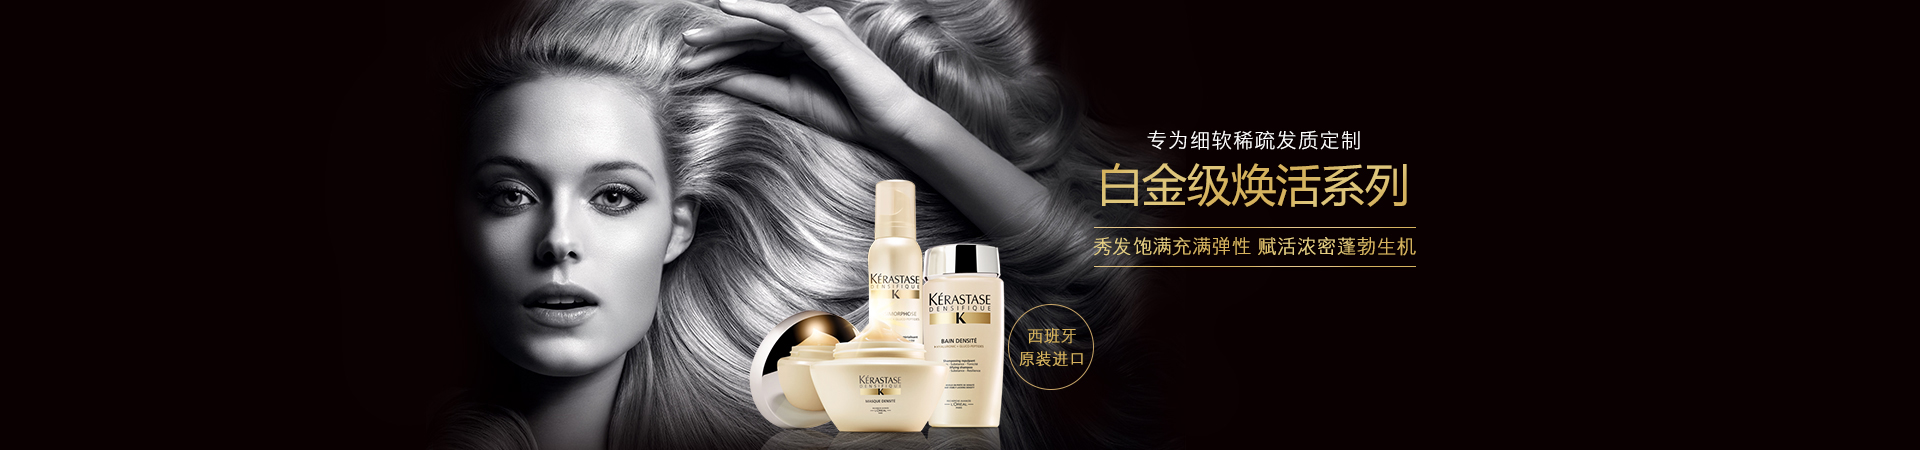 专为细软稀疏发质定制
白金级焕活系列
秀发饱满充满弹性 赋活浓密蓬勃生机
西班牙
原装进口
KÉRASTASE
DENSIFIQUE
K
KÉRASTASE
DENSIFIQUE
K
BAIN DENSITÉ
KÉRASTASE
DENSIFIQUE
K
MASQUE DENSITÉ
L'ORÉAL